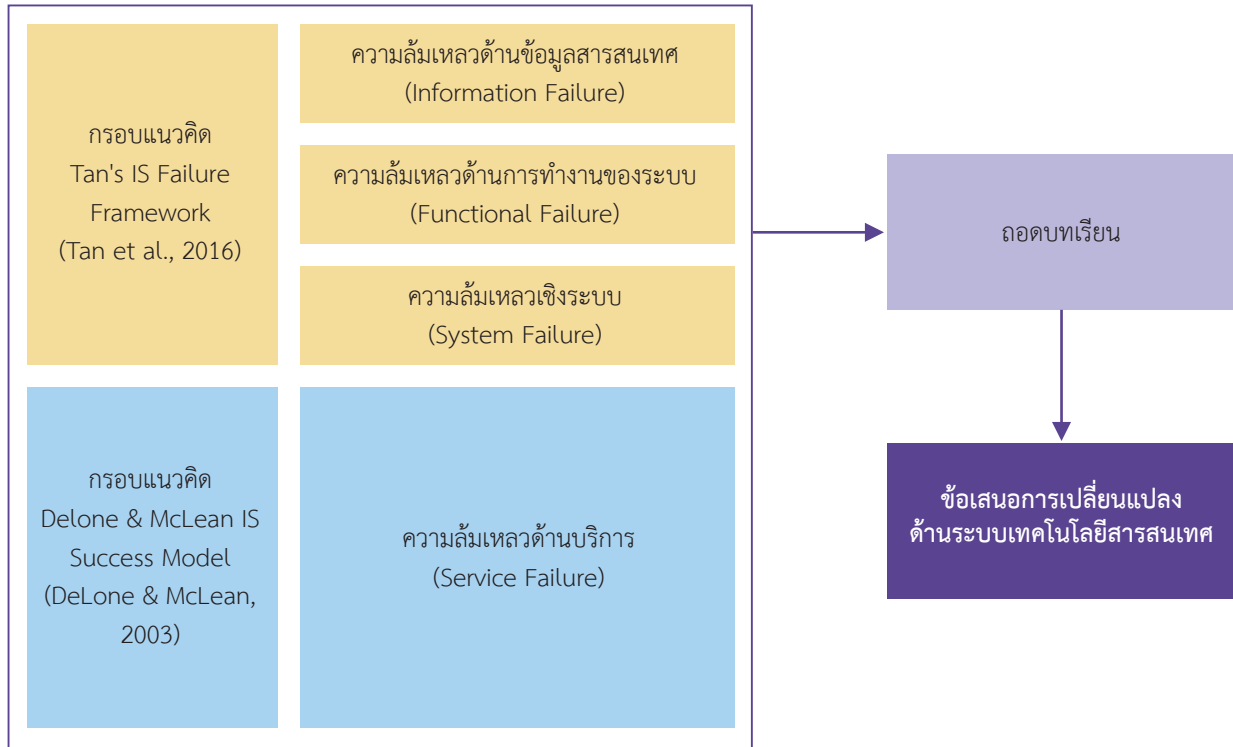 กรอบแนวคิด
Tan's IS Failure
Framework
(Tan et al., 2016)
ความล้มเหลวด้านข้อมูลสารสนเทศ
(Information Failure)
ความล้มเหลวด้านการทำงานของระบบ
(Functional Failure)
ความล้มเหลวเชิงระบบ
(System Failure)
กรอบแนวคิด
Delone & McLean IS
Success Model
(DeLone & McLean,
2003)
ความล้มเหลวด้านบริการ
(Service Failure)
ถอดบทเรียน
ข้อเสนอการเปลี่ยนแปลง
ด้านระบบเทคโนโลยีสารสนเทศ